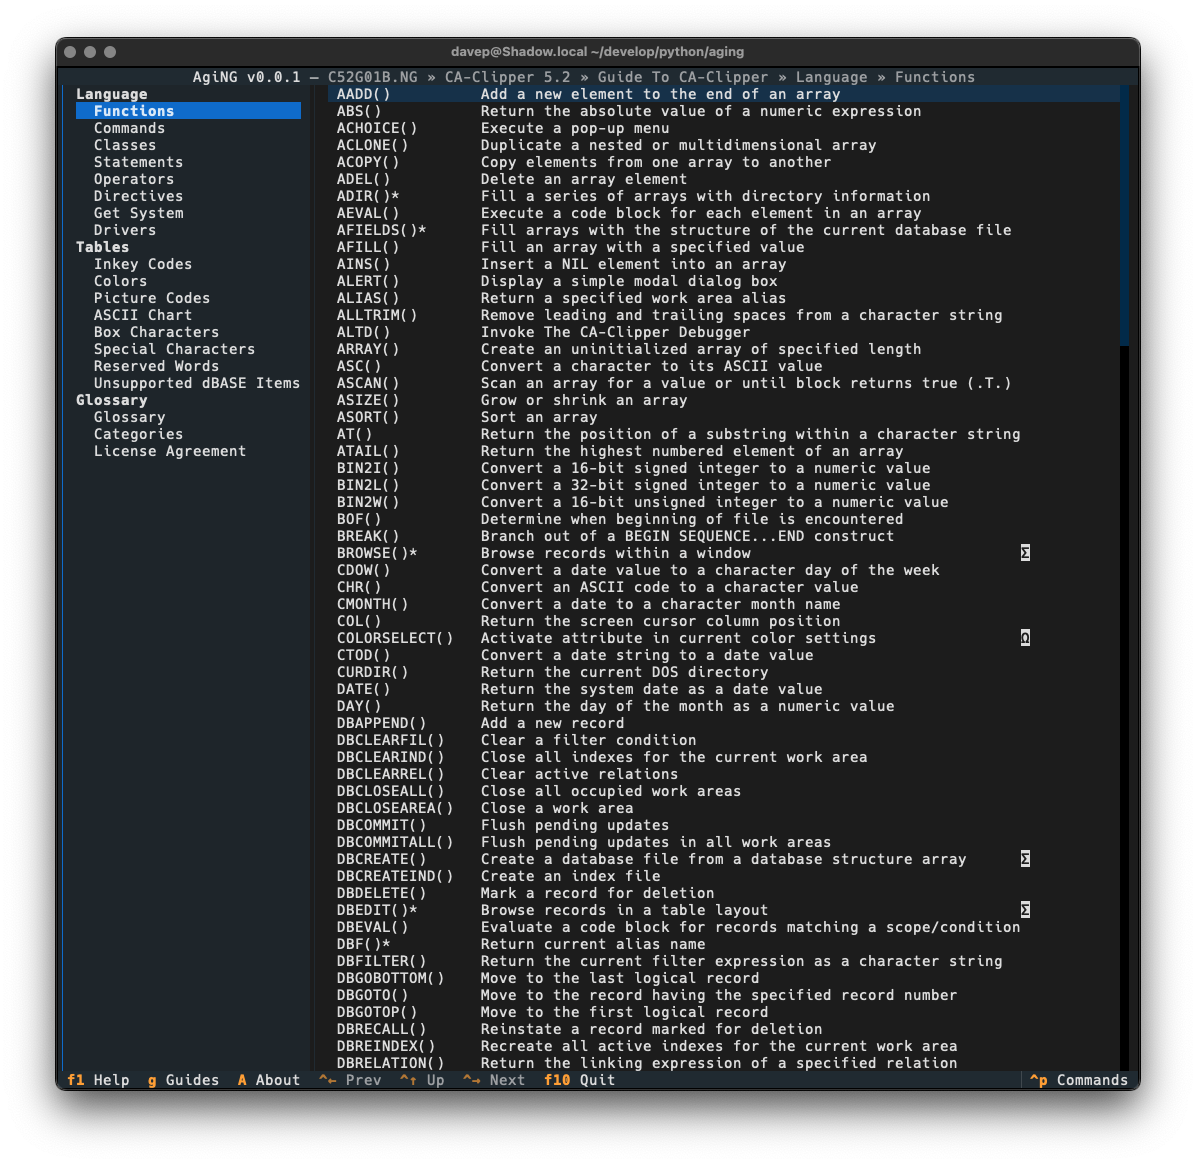 davep@Shadow.local ~/develop/python/aging
AgiNG v0.0.1 — C52G01B.NG » CA-Clipper 5.2 » Guide To CA-Clipper » Language » Functions
Language
Functions
Commands
Classes
Statements
Operators
Directives
Get System
Drivers
Tables
Inkey Codes
Colors
Picture Codes
ASCII Chart
Box Characters
Special Characters
Reserved Words
Unsupported dBASE Items
Glossary
Glossary
Categories
License Agreement
AADD() Add a new element to the end of an array
ABS() Return the absolute value of a numeric expression
ACHOICE() Execute a pop-up menu
ACLONE() Duplicate a nested or multidimensional array
ACOPY() Copy elements from one array to another
ADEL() Delete an array element
ADIR()* Fill a series of arrays with directory information
AEVAL() Execute a code block for each element in an array
AFIELDS()* Fill arrays with the structure of the current database file
AFILL() Fill an array with a specified value
AINS() Insert a NIL element into an array
ALERT() Display a simple modal dialog box
ALIAS() Return a specified work area alias
ALLTRIM() Remove leading and trailing spaces from a character string
ALTD() Invoke The CA-Clipper Debugger
ARRAY() Create an uninitialized array of specified length
ASC() Convert a character to its ASCII value
ASCAN() Scan an array for a value or until block returns true (.T.)
ASIZE() Grow or shrink an array
ASORT() Sort an array
AT() Return the position of a substring within a character string
ATAIL() Return the highest numbered element of an array
BIN2I() Convert a 16-bit signed integer to a numeric value
BIN2L() Convert a 32-bit signed integer to a numeric value
BIN2W() Convert a 16-bit unsigned integer to a numeric value
BOF() Determine when beginning of file is encountered
BREAK() Branch out of a BEGIN SEQUENCE...END construct
BROWSE()* Browse records within a window Σ
CDOW() Convert a date value to a character day of the week
CHR() Convert an ASCII code to a character value
CMONTH() Convert a date to a character month name
COL() Return the screen cursor column position
COLORSELECT() Activate attribute in current color settings Ω
CTOD() Convert a date string to a date value
CURDIR() Return the current DOS directory
DATE() Return the system date as a date value
DAY() Return the day of the month as a numeric value
DBAPPEND() Add a new record
DBCLEARFIL() Clear a filter condition
DBCLEARIND() Close all indexes for the current work area
DBCLEARREL() Clear active relations
DBCLOSEALL() Close all occupied work areas
DBCLOSEAREA() Close a work area
DBCOMMIT() Flush pending updates
DBCOMMITALL() Flush pending updates in all work areas
DBCREATE() Create a database file from a database structure array Σ
DBCREATEIND() Create an index file
DBDELETE() Mark a record for deletion
DBEDIT()* Browse records in a table layout Σ
DBEVAL() Evaluate a code block for records matching a scope/condition
DBF()* Return current alias name
DBFILTER() Return the current filter expression as a character string
DBGOBOTTOM() Move to the last logical record
DBGOTO() Move to the record having the specified record number
DBGOTOP() Move to the first logical record
DBRECALL() Reinstate a record marked for deletion
DBREINDEX() Recreate all active indexes for the current work area
DBRELATION() Return the linking expression of a specified relation
f1 Help g Guides A About ^← Prev ^↑ Up ^→ Next f10 Quit ^p Commands